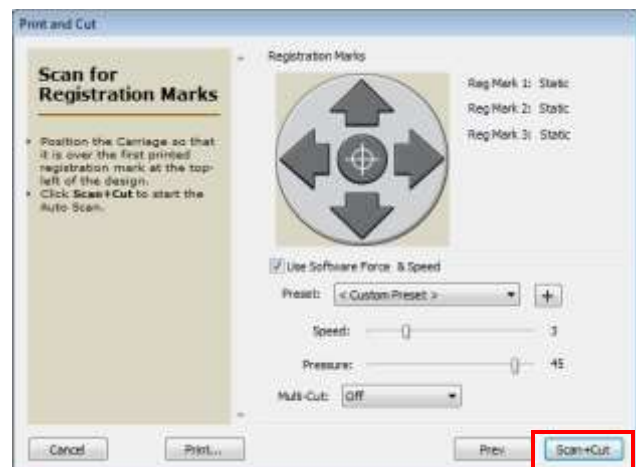 Print and Cut
Scan for
Registration Marks
Position the Carriage so that
it is over the first printed
registration mark at the top-
left of the design.
Click Scan+Cut to start the
Auto Scan.
Registration Marks
Reg Mark 1: Static
Reg Mark 2: Static
Reg Mark 3: Static
Use Software Force & Speed
Preset: < Custom Preset > +
Speed: 3
Pressure: 45
Multi-Cut: Off
Cancel Print... Prev Scan+Cut